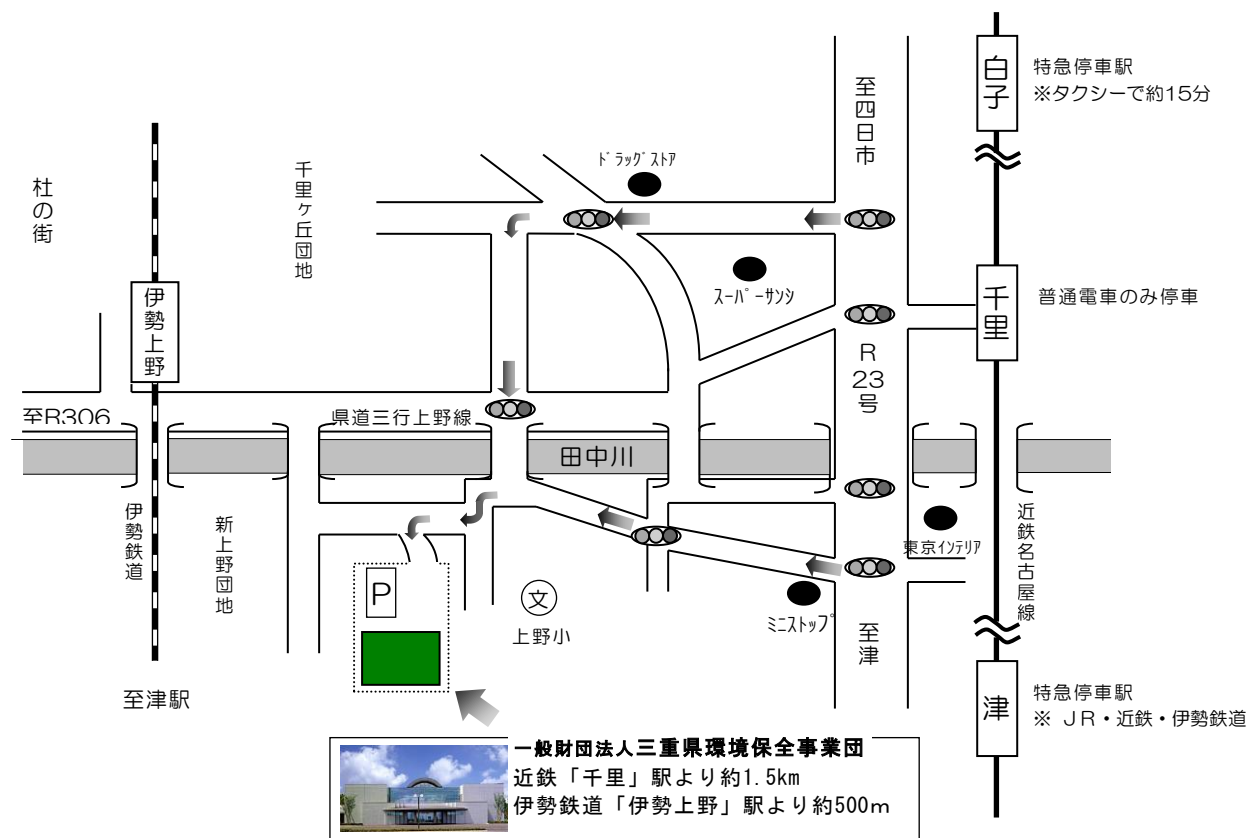 白子
特急停車駅
※タクシーで約15分
至四日市
ﾄﾞﾗｯｸﾞｽﾄｱ
千里ヶ丘団地
杜の街
伊勢上野
ｽｰﾊﾟｰｻﾝｼ
千里
普通電車のみ停車
R23号
至R306
県道三行上野線
田中川
伊勢鉄道
新上野団地
東京ｲﾝﾃﾘｱ
近鉄名古屋線
P
文
上野小
ﾐﾆｽﾄｯﾌﾟ
至津
至津駅
津
特急停車駅
※ ＪＲ・近鉄・伊勢鉄道
一般財団法人三重県環境保全事業団
近鉄「千里」駅より約1.5km
伊勢鉄道「伊勢上野」駅より約500m